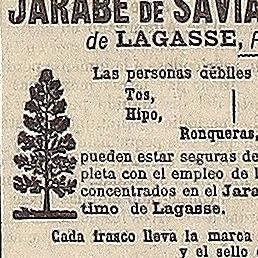 JARABE DE SAVIA
de LAGASSE,
Las personas débiles
Tos,
Hipo,
Ronqueras,
pueden estar seguras de
pleta con el empleo de
concentrados en el Jara
timo de Lagasse.
Cada frasco lleva la marca
y el sello